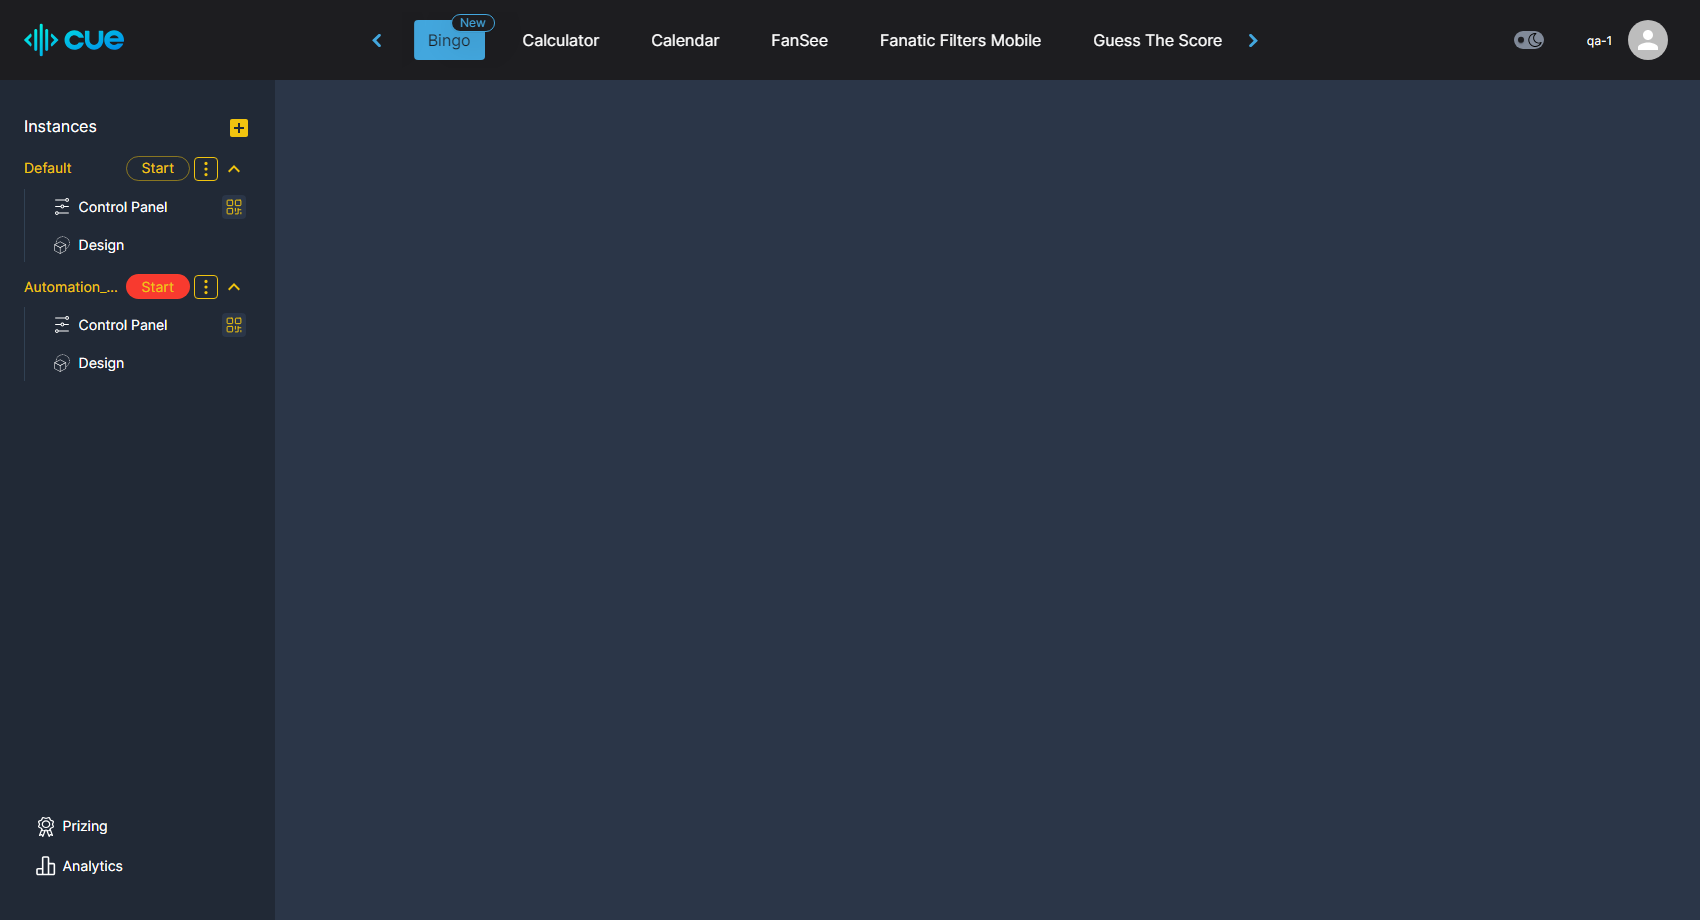 cue
New
Bingo
Calculator
Calendar
FanSee
Fanatic Filters Mobile
Guess The Score
qa-1
Instances
Default
Start
Control Panel
Design
Automation_...
Start
Control Panel
Design
Prizing
Analytics